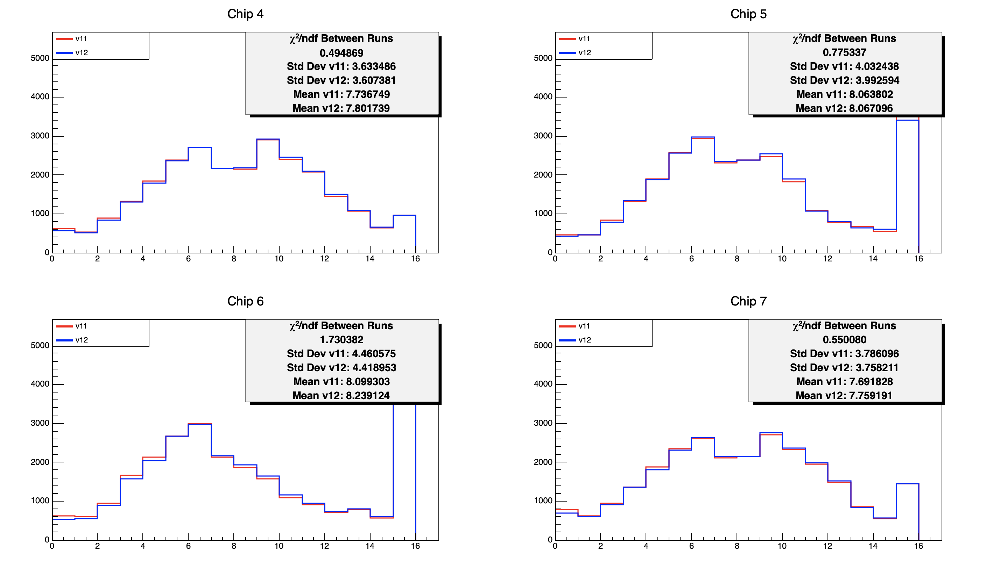 Chip 4
v11
v12
χ²/ndf Between Runs
0.494869
Std Dev v11: 3.633486
Std Dev v12: 3.607381
Mean v11: 7.736749
Mean v12: 7.801739
5000
4000
3000
2000
1000
0
0 2 4 6 8 10 12 14 16
Chip 5
v11
v12
χ²/ndf Between Runs
0.775337
Std Dev v11: 4.032438
Std Dev v12: 3.992594
Mean v11: 8.063802
Mean v12: 8.067096
5000
4000
3000
2000
1000
0
0 2 4 6 8 10 12 14 16
Chip 6
v11
v12
χ²/ndf Between Runs
1.730382
Std Dev v11: 4.460575
Std Dev v12: 4.418953
Mean v11: 8.099303
Mean v12: 8.239124
5000
4000
3000
2000
1000
0
0 2 4 6 8 10 12 14 16
Chip 7
v11
v12
χ²/ndf Between Runs
0.550080
Std Dev v11: 3.786096
Std Dev v12: 3.758211
Mean v11: 7.691828
Mean v12: 7.759191
5000
4000
3000
2000
1000
0
0 2 4 6 8 10 12 14 16